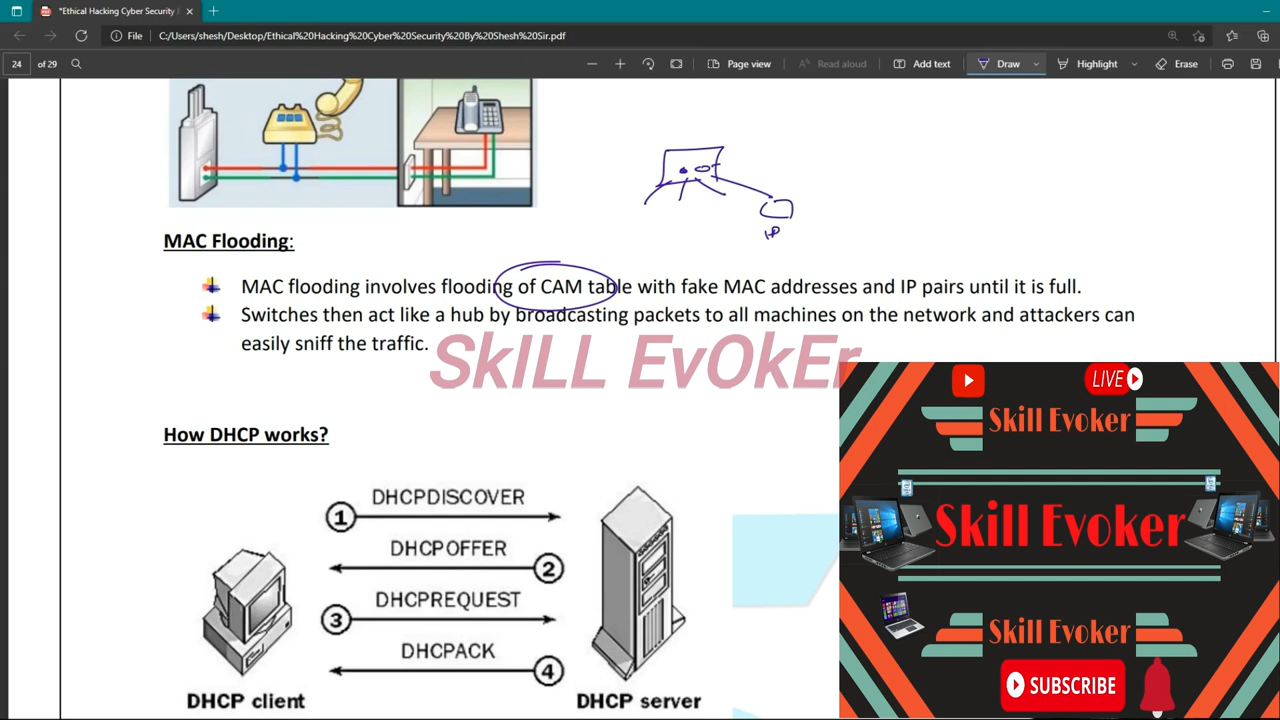 *Ethical Hacking Cyber Security
File
C:/Users/shesh/Desktop/Ethical%20Hacking%20Cyber%20Security%20By%20Shesh%20Sir.pdf
24 of 29
Page view
Read aloud
Add text
Draw
Highlight
Erase
IP
MAC Flooding:
MAC flooding involves flooding of CAM table with fake MAC addresses and IP pairs until it is full.
Switches then act like a hub by broadcasting packets to all machines on the network and attackers can
easily sniff the traffic.
SkILL EvOkEr
LIVE
Skill Evoker
How DHCP works?
1 DHCPDISCOVER
DHCPOFFER 2
3 DHCPREQUEST
DHCPACK 4
DHCP client
DHCP server
Skill Evoker
Skill Evoker
SUBSCRIBE